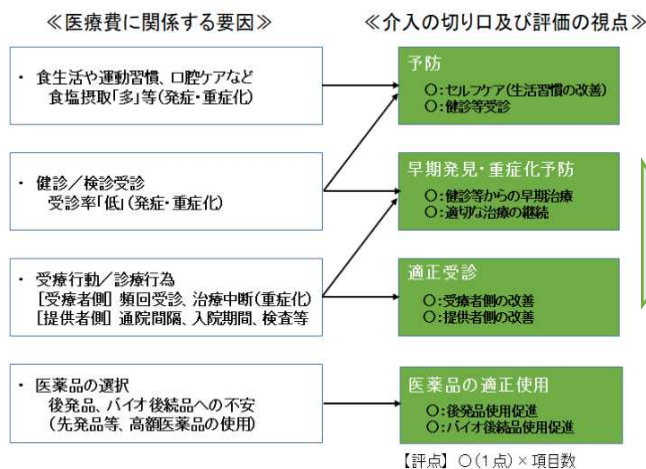 ≪医療費に関係する要因≫
・ 食生活や運動習慣、口腔ケアなど
食塩摂取「多」等(発症・重症化)
・ 健診/検診受診
受診率「低」(発症・重症化)
・ 受療行動/診療行為
[受療者側] 頻回受診、治療中断(重症化)
[提供者側] 通院間隔、入院期間、検査等
・ 医薬品の選択
後発品、バイオ後続品への不安
(先発品等、高額医薬品の使用)
≪介入の切り口及び評価の視点≫
予防
○:セルフケア(生活習慣の改善)
○:健診等受診
早期発見・重症化予防
○:健診等からの早期治療
○:適切な治療の継続
適正受診
○:受療者側の改善
○:提供者側の改善
医薬品の適正使用
○:後発品使用促進
○:バイオ後続品使用促進
【評点】 ○(1点)×項目数